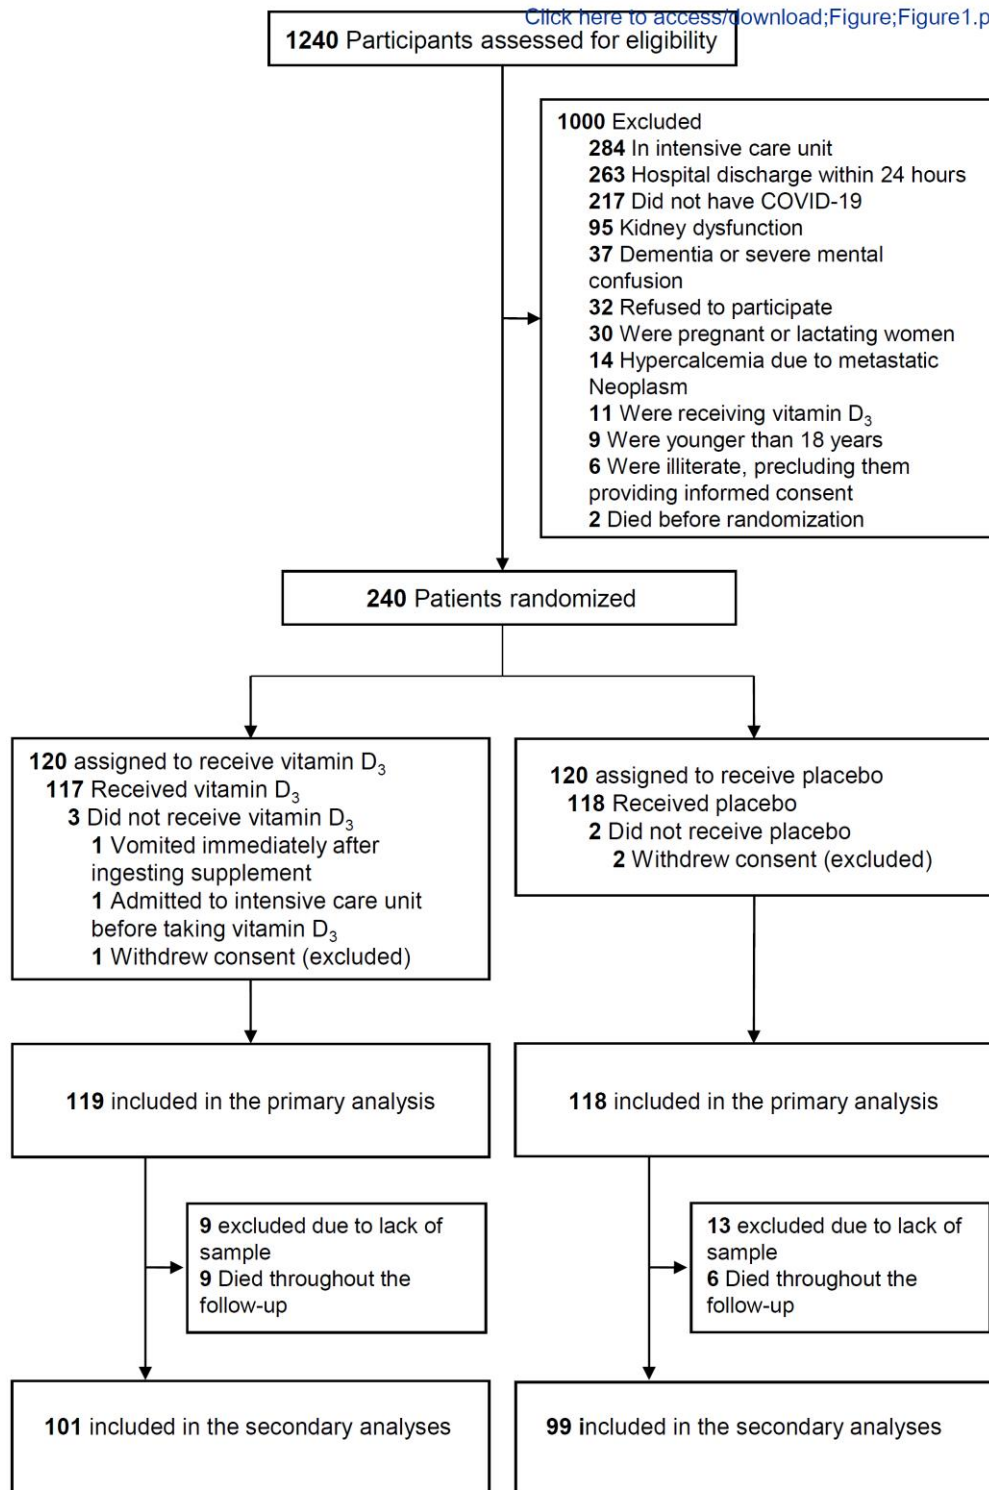 Click here to access/download;Figure;Figure1.p
1240 Participants assessed for eligibility
1000 Excluded
284 In intensive care unit
263 Hospital discharge within 24 hours
217 Did not have COVID-19
95 Kidney dysfunction
37 Dementia or severe mental
confusion
32 Refused to participate
30 Were pregnant or lactating women
14 Hypercalcemia due to metastatic
Neoplasm
11 Were receiving vitamin D₃
9 Were younger than 18 years
6 Were illiterate, precluding them
providing informed consent
2 Died before randomization
240 Patients randomized
120 assigned to receive vitamin D₃
117 Received vitamin D₃
3 Did not receive vitamin D₃
1 Vomited immediately after
ingesting supplement
1 Admitted to intensive care unit
before taking vitamin D₃
1 Withdrew consent (excluded)
120 assigned to receive placebo
118 Received placebo
2 Did not receive placebo
2 Withdrew consent (excluded)
119 included in the primary analysis
118 included in the primary analysis
9 excluded due to lack of
sample
9 Died throughout the
follow-up
13 excluded due to lack of
sample
6 Died throughout the
follow-up
101 included in the secondary analyses
99 included in the secondary analyses